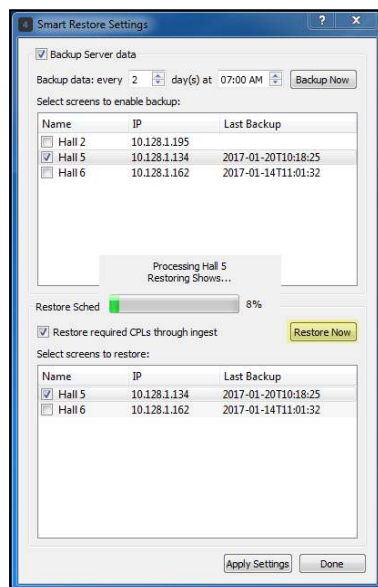 4 Smart Restore Settings ? X
Backup Server data
Backup data: every 2 day(s) at 07:00 AM Backup Now
Select screens to enable backup:
Name IP Last Backup
Hall 2 10.128.1.195
Hall 5 10.128.1.134 2017-01-20T10:18:25
Hall 6 10.128.1.162 2017-01-14T11:01:32
Processing Hall 5
Restoring Shows...
Restore Sched 8%
Restore required CPLs through ingest Restore Now
Select screens to restore:
Name IP Last Backup
Hall 5 10.128.1.134 2017-01-20T10:18:25
Hall 6 10.128.1.162 2017-01-14T11:01:32
Apply Settings Done